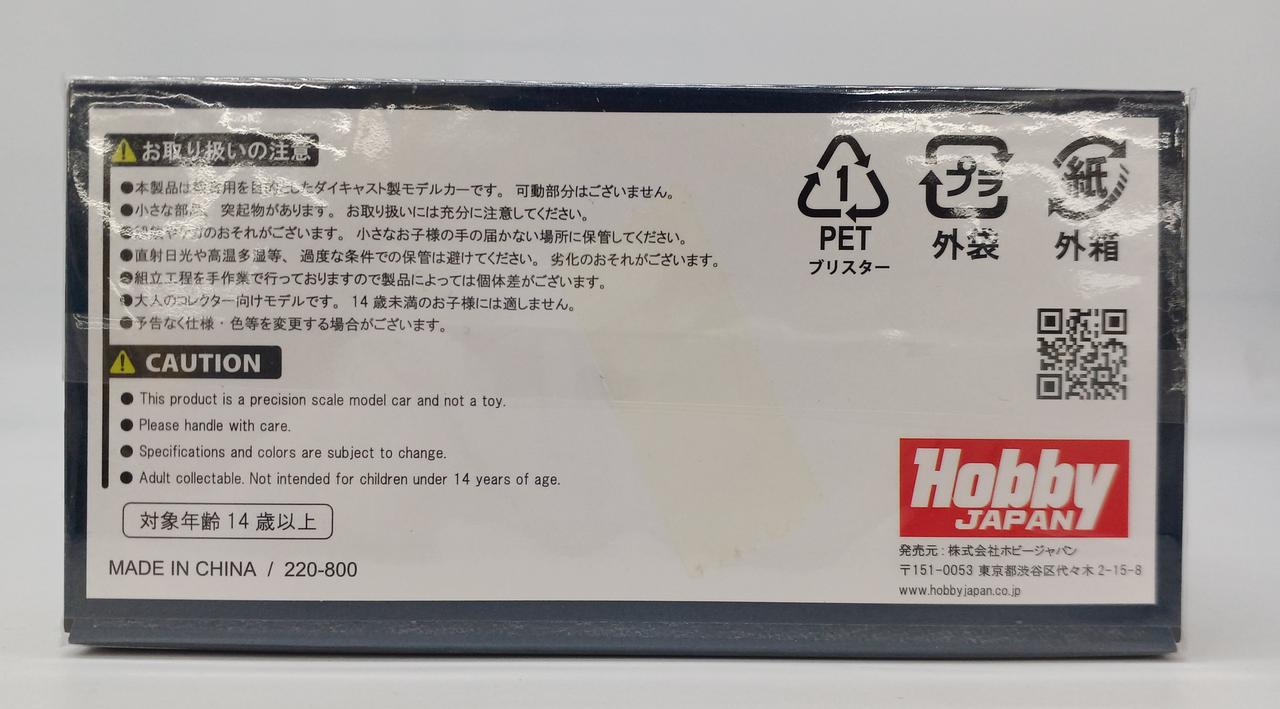 お取り扱いの注意
●本製品は観賞用を目的としたダイキャスト製モデルカーです。 可動部分はございません。
●小さな部品、 突起物があります。 お取り扱いには充分に注意してください。
のおそれがございます。 小さなお子様の手の届かない場所に保管してください。
●直射日光や高温多湿等、 過度な条件での保管は避けてください。 劣化のおそれがございます。
●組立工程を手作業で行っておりますので製品によっては個体差がございます。
●大人のコレクター向けモデルです。 14 歳未満のお子様には適しません。
●予告なく仕様・色等を変更する場合がございます。
CAUTION
● This product is a precision scale model car and not a toy.
● Please handle with care.
● Specifications and colors are subject to change.
● Adult collectable. Not intended for children under 14 years of age.
対象年齢 14 歳以上
MADE IN CHINA / 220-800
1
PET
ブリスター
プラ
外袋
紙
外箱
Hobby
JAPAN
発売元 : 株式会社ホビージャパン
〒151-0053 東京都渋谷区代々木 2-15-8
www.hobbyjapan.co.jp